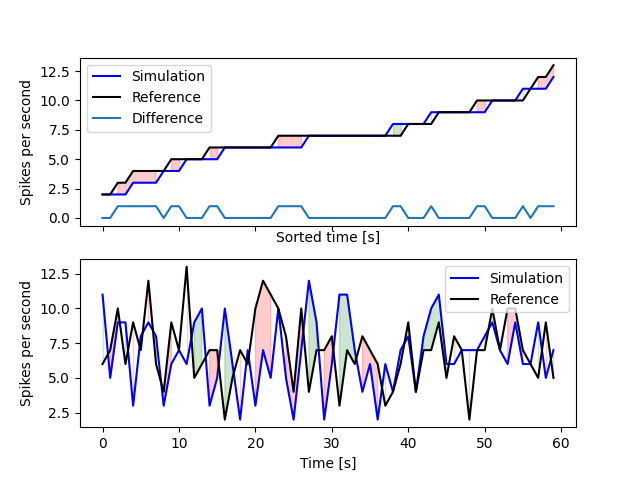 Spikes per second
12.5
10.0
7.5
5.0
2.5
0.0
Simulation
Reference
Difference
Sorted time [s]
Spikes per second
12.5
10.0
7.5
5.0
2.5
Simulation
Reference
0 10 20 30 40 50 60
Time [s]